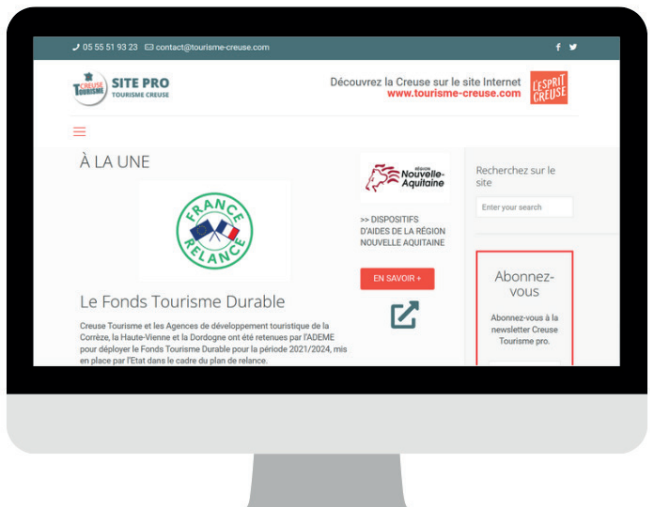 05 55 51 93 23 contact@tourisme-creuse.com
CREUSE
TOURISME
SITE PRO
TOURISME CREUSE
Découvrez la Creuse sur le site Internet
www.tourisme-creuse.com
L'ESPRIT
CREUSE
À LA UNE
FRANCE
RELANCE
RÉGION
Nouvelle-
Aquitaine
>> DISPOSITIFS
D'AIDES DE LA RÉGION
NOUVELLE AQUITAINE
EN SAVOIR +
Recherchez sur le
site
Enter your search
Abonnez-
vous
Abonnez-vous à la
newsletter Creuse
Tourisme pro.
Le Fonds Tourisme Durable
Creuse Tourisme et les Agences de développement touristique de la
Corrèze, la Haute-Vienne et la Dordogne ont été retenues par l'ADEME
pour déployer le Fonds Tourisme Durable pour la période 2021/2024, mis
en place par l'Etat dans le cadre du plan de relance.